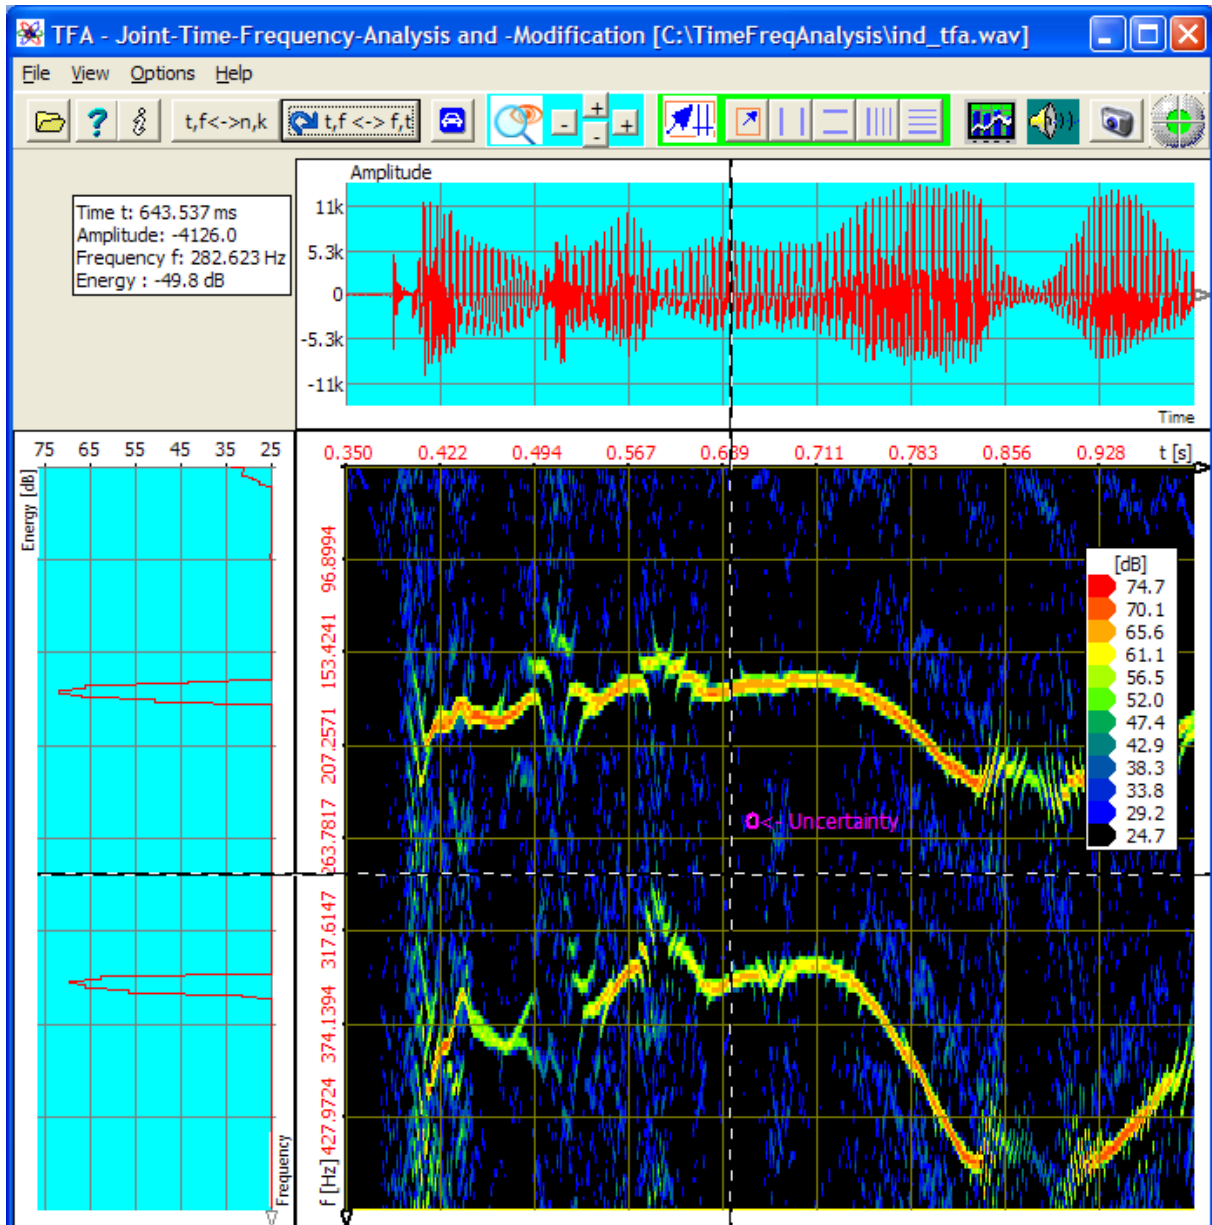 TFA - Joint-Time-Frequency-Analysis and -Modification [C:\TimeFreqAnalysis\ind_tfa.wav]
File View Options Help
t,f<->n,k t,f <-> f,t
Amplitude
Time t: 643.537 ms
Amplitude: -4126.0
Frequency f: 282.623 Hz
Energy : -49.8 dB
11k
5.3k
0
-5.3k
-11k
Time
75 65 55 45 35 25
Energy [dB]
Frequency
0.350 0.422 0.494 0.567 0.639 0.711 0.783 0.856 0.928 t [s]
96.8994
153.4241
207.2571
263.7817
317.6147
374.1394
427.9724
f [Hz]
[dB]
74.7
70.1
65.6
61.1
56.5
52.0
47.4
42.9
38.3
33.8
29.2
24.7
<- Uncertainty